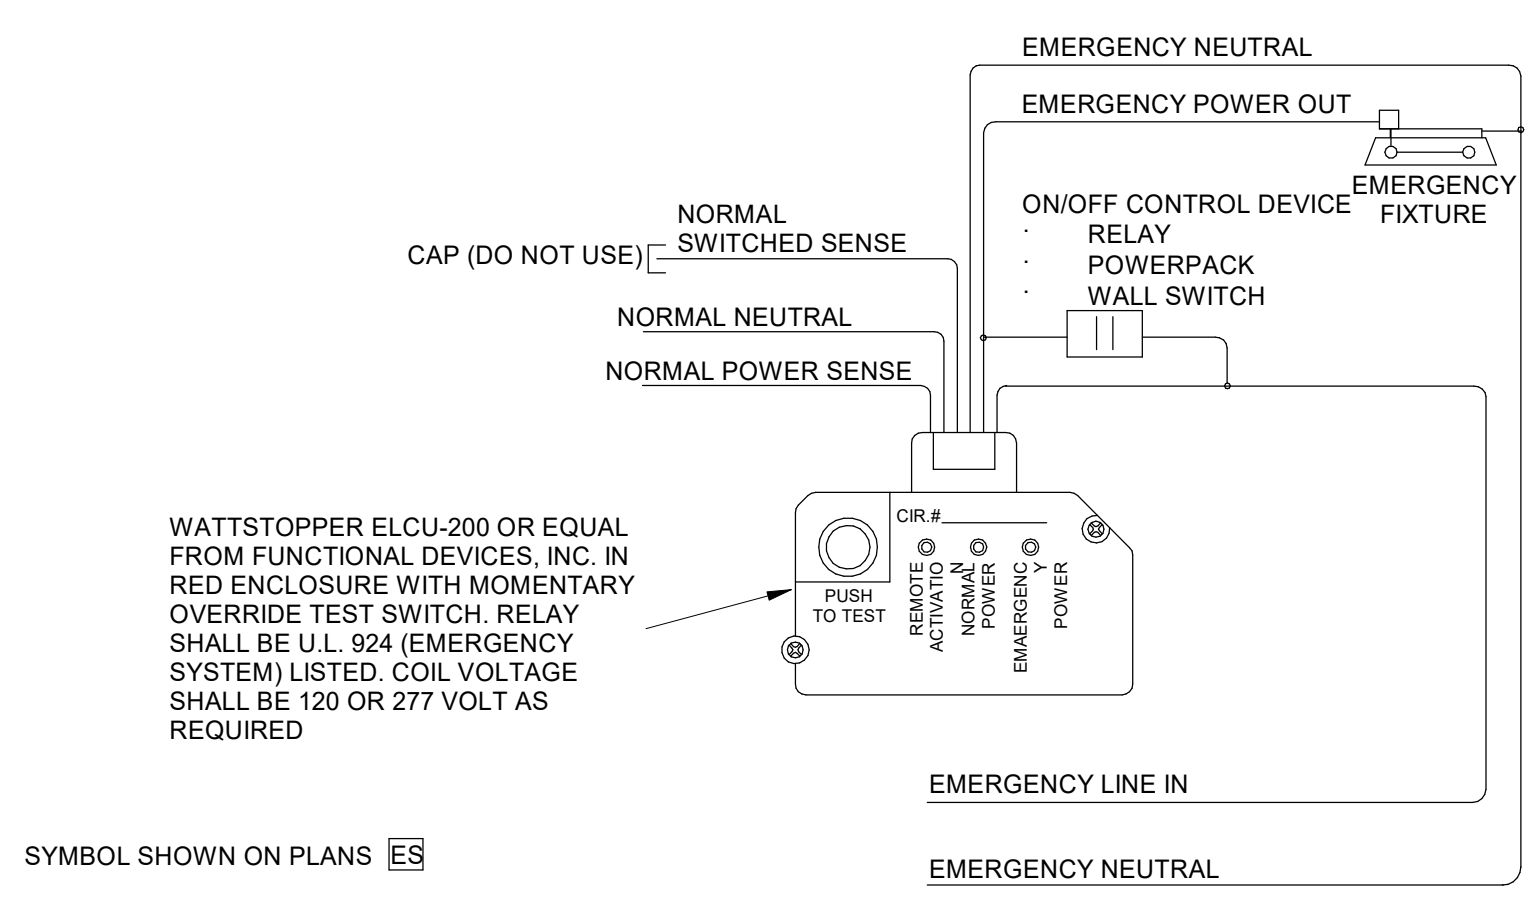 EMERGENCY NEUTRAL
EMERGENCY POWER OUT
EMERGENCY
FIXTURE
ON/OFF CONTROL DEVICE
· RELAY
· POWERPACK
· WALL SWITCH
NORMAL
SWITCHED SENSE
CAP (DO NOT USE)
NORMAL NEUTRAL
NORMAL POWER SENSE
WATTSTOPPER ELCU-200 OR EQUAL
FROM FUNCTIONAL DEVICES, INC. IN
RED ENCLOSURE WITH MOMENTARY
OVERRIDE TEST SWITCH. RELAY
SHALL BE U.L. 924 (EMERGENCY
SYSTEM) LISTED. COIL VOLTAGE
SHALL BE 120 OR 277 VOLT AS
REQUIRED
CIR.#
PUSH
TO TEST
REMOTE
ACTIVATIO
N
NORMAL
POWER
EMAERGENC
Y
POWER
EMERGENCY LINE IN
EMERGENCY NEUTRAL
SYMBOL SHOWN ON PLANS ES